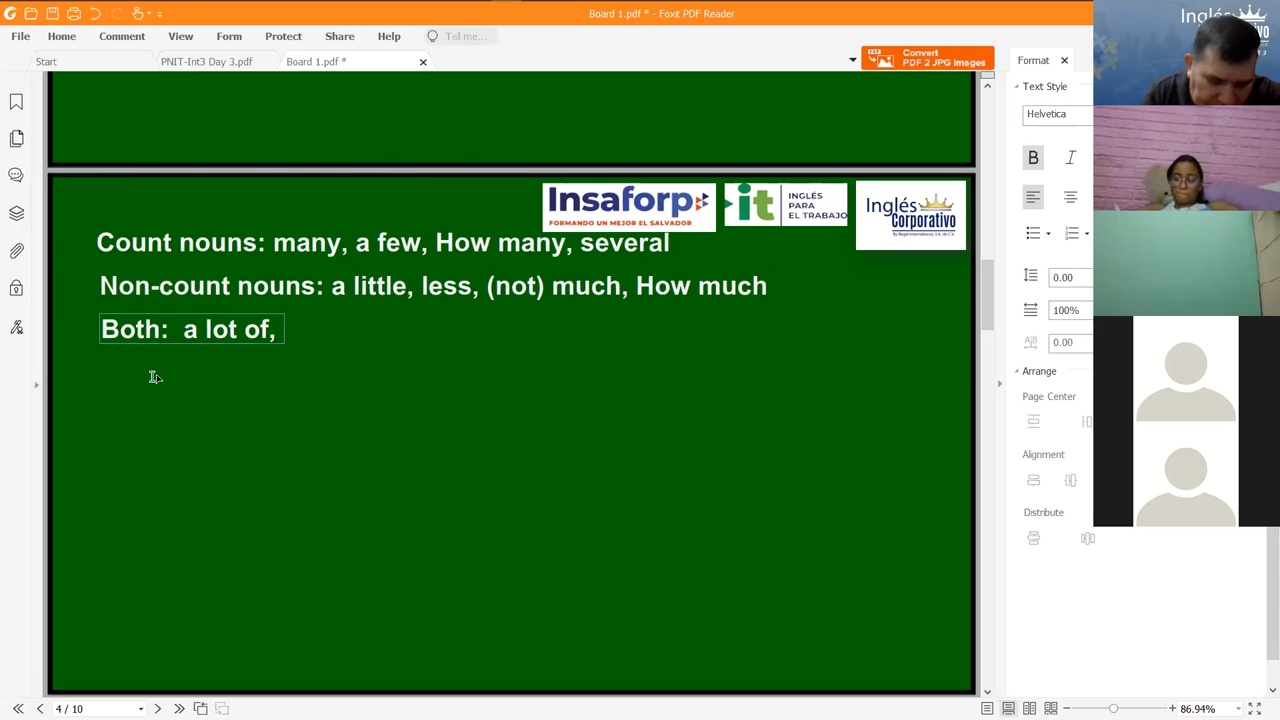 Board 1.pdf * - Foxit PDF Reader
File Home Comment View Form Protect Share Help Tell me...
Start PNIT-Int3 Day 3.pdf Board 1.pdf *
Convert
PDF 2 JPG Images
Insaforp
FORMANDO UN MEJOR EL SALVADOR
it
INGLÉS
PARA
EL TRABAJO
Inglés
Corporativo
Count nouns: many, a few, How many, several
Non-count nouns: a little, less, (not) much, How much
Both: a lot of,
Format
Text Style
Helvetica
B I
0.00
100%
0.00
Arrange
Page Center
Alignment
Distribute
Inglés
4 / 10
86.94%